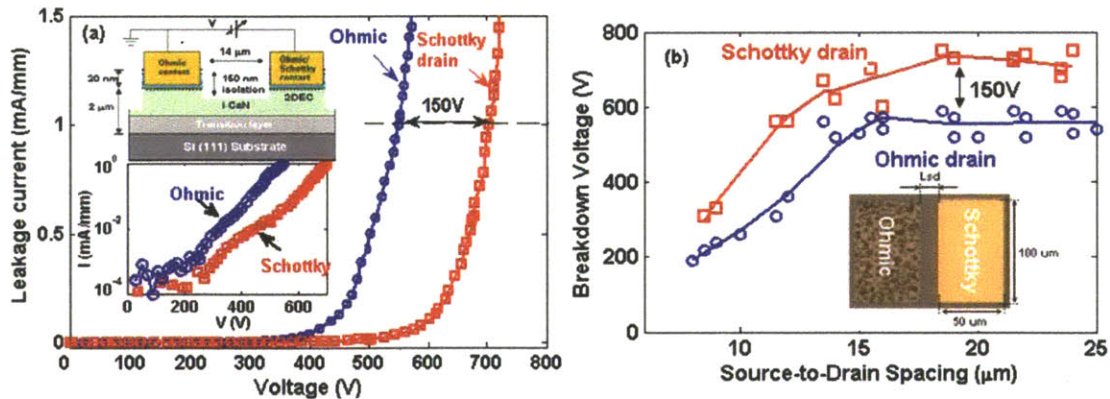 (a)
V
14 μm
Ohmic contact
Ohmic/ Schottky contact
20 nm
150 nm isolation
2DEG
2 μm
i-GaN
Transition layer
Si (111) Substrate
Ohmic
Schottky drain
150V
Leakage current (mA/mm)
1.5
1
0.5
0
0 100 200 300 400 500 600 700 800
Voltage (V)
I (mA/mm)
10^0
10^-2
10^-4
Ohmic
Schottky
0 200 400 600
V (V)
(b)
Schottky drain
150V
Ohmic drain
Lsd
Ohmic
Schottky
100 um
50 um
Breakdown Voltage (V)
800
600
400
200
0
10 15 20 25
Source-to-Drain Spacing (μm)